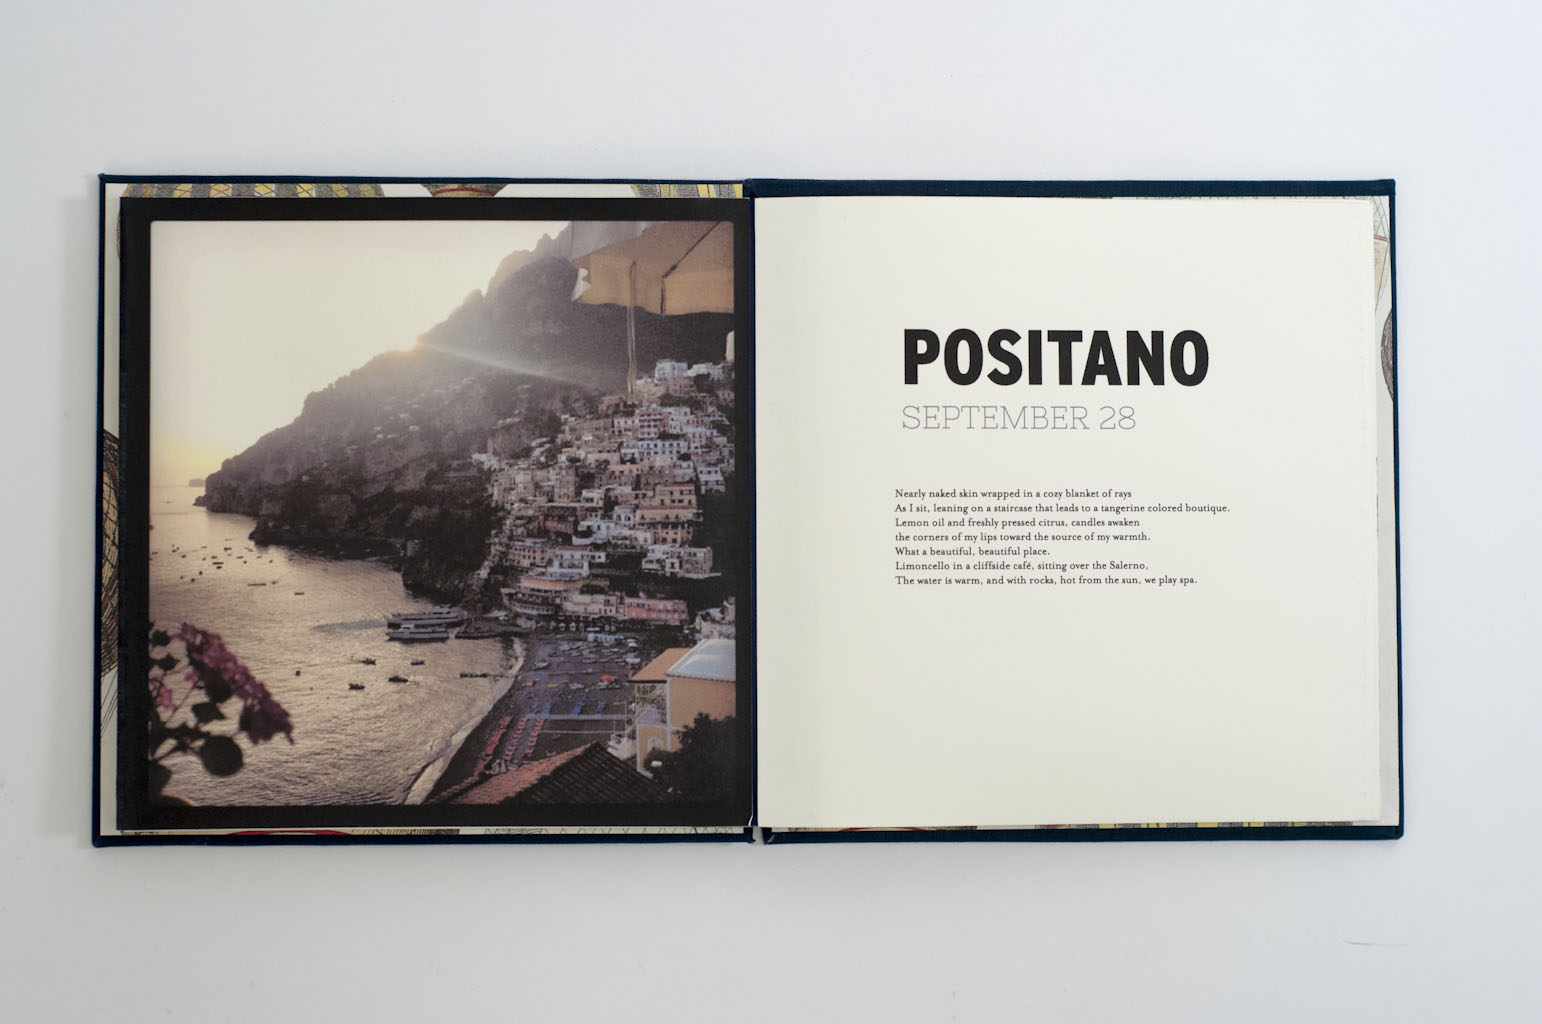 POSITANO
SEPTEMBER 28
Nearly naked skin wrapped in a cozy blanket of rays
As I sit, leaning on a staircase that leads to a tangerine colored boutique.
Lemon oil and freshly pressed citrus, candles awaken
the corners of my lips toward the source of my warmth.
What a beautiful, beautiful place.
Limoncello in a cliffside café, sitting over the Salerno,
The water is warm, and with rocks, hot from the sun, we play spa.